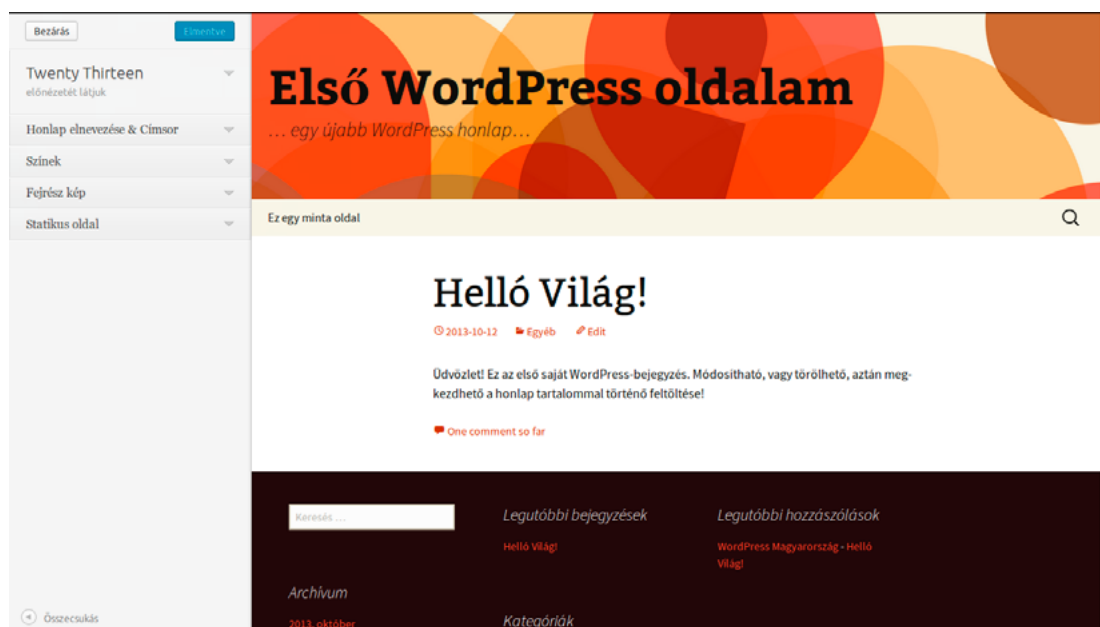 Bezárás
Elmentve
Twenty Thirteen
előnézetét látjuk
Honlap elnevezése & Címsor
Színek
Fejrész kép
Statikus oldal
Összecsukás
Első WordPress oldalam
... egy újabb WordPress honlap...
Ez egy minta oldal
Helló Világ!
2013-10-12 Egyéb Edit
Üdvözlet! Ez az első saját WordPress-bejegyzés. Módosítható, vagy törölhető, aztán meg-
kezdhető a honlap tartalommal történő feltöltése!
One comment so far
Keresés ...
Archívum
2013. október
Legutóbbi bejegyzések
Helló Világ!
Kategóriák
Legutóbbi hozzászólások
WordPress Magyarország - Helló
Világ!